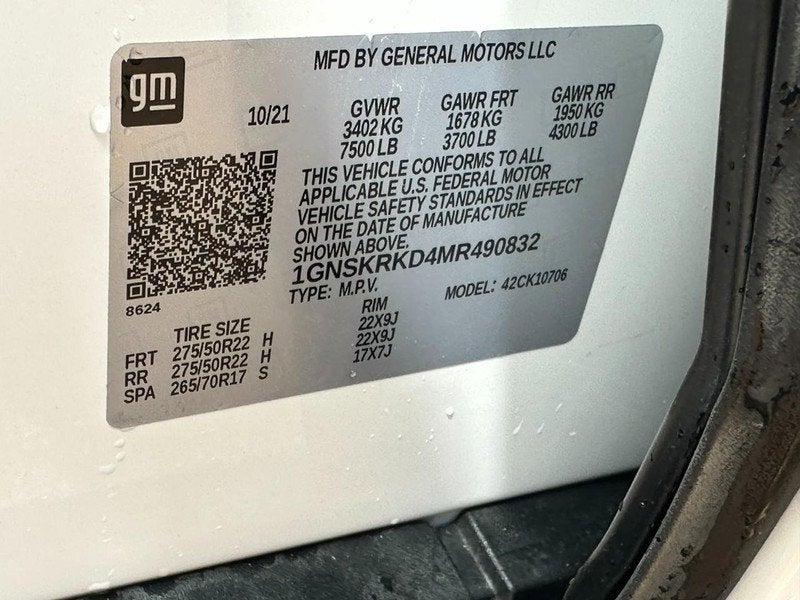 MFD BY GENERAL MOTORS LLC
gm
10/21 GVWR GAWR FRT GAWR RR
3402 KG 1678 KG 1950 KG
7500 LB 3700 LB 4300 LB
THIS VEHICLE CONFORMS TO ALL
APPLICABLE U.S. FEDERAL MOTOR
VEHICLE SAFETY STANDARDS IN EFFECT
ON THE DATE OF MANUFACTURE
SHOWN ABOVE.
1GNSKRKD4MR490832
TYPE: M.P.V. MODEL: 42CK10706
8624
TIRE SIZE RIM
FRT 275/50R22 H 22X9J
RR 275/50R22 H 22X9J
SPA 265/70R17 S 17X7J